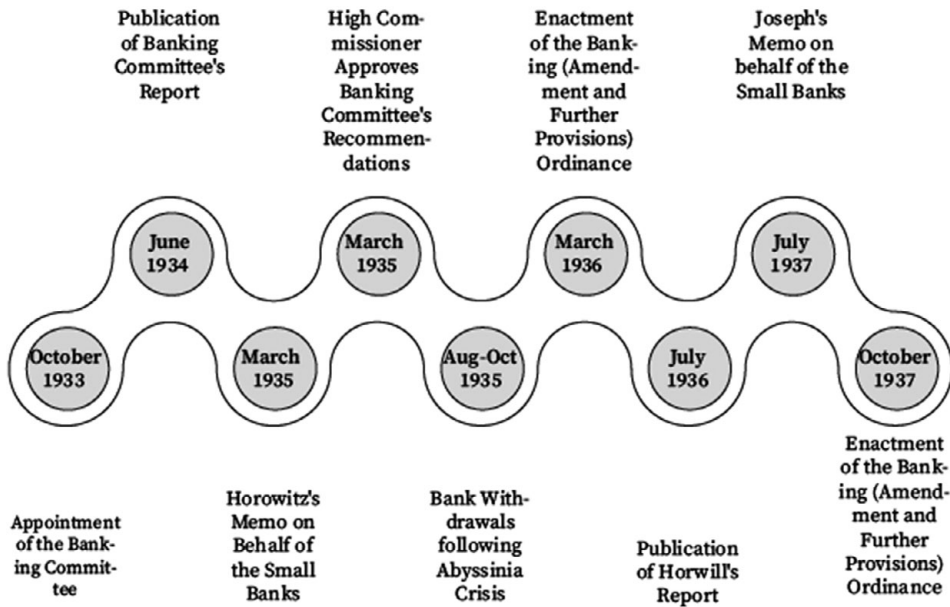 Publication
of Banking
Committee's
Report
High Com-
missioner
Approves
Banking
Committee's
Recommen-
dations
Enactment
of the Bank-
ing (Amend-
ment and
Further
Provisions)
Ordinance
Joseph's
Memo on
behalf of the
Small Banks
June
1934
March
1935
March
1936
July
1937
October
1933
March
1935
Aug-Oct
1935
July
1936
October
1937
Appointment
of the Bank-
ing Commit-
tee
Horowitz's
Memo on
Behalf of
the Small
Banks
Bank With-
drawals
following
Abyssinia
Crisis
Publication
of Horwill's
Report
Enactment
of the Bank-
ing (Amend-
ment and
Further
Provisions)
Ordinance